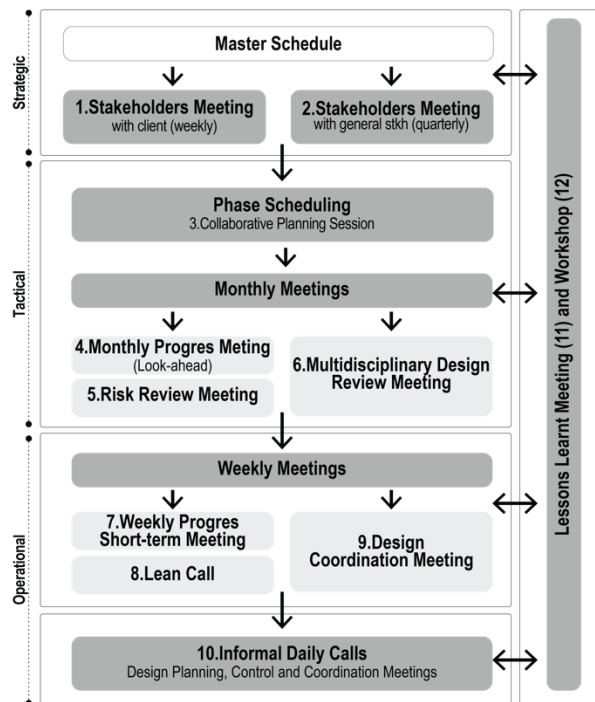 Strategic
Master Schedule
1.Stakeholders Meeting
with client (weekly)
2.Stakeholders Meeting
with general stkh (quarterly)
Tactical
Phase Scheduling
3.Collaborative Planning Session
Monthly Meetings
4.Monthly Progres Meting
(Look-ahead)
5.Risk Review Meeting
6.Multidisciplinary Design
Review Meeting
Operational
Weekly Meetings
7.Weekly Progres
Short-term Meeting
8.Lean Call
9.Design
Coordination Meeting
10.Informal Daily Calls
Design Planning, Control and Coordination Meetings
Lessons Learnt Meeting (11) and Workshop (12)